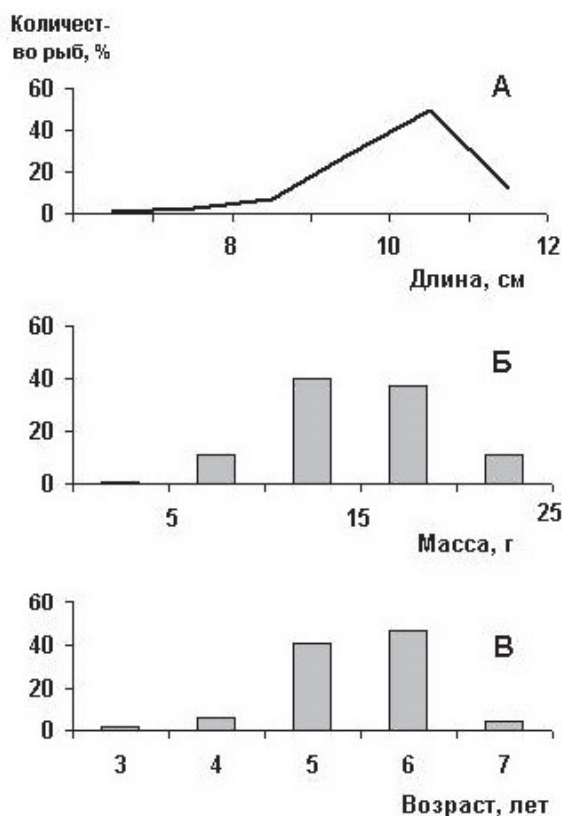 Количест-
во рыб, %
60
40
20
0
А
8
10
12
Длина, см
60
40
20
0
Б
5
15
25
Масса, г
60
40
20
0
В
3
4
5
6
7
Возраст, лет